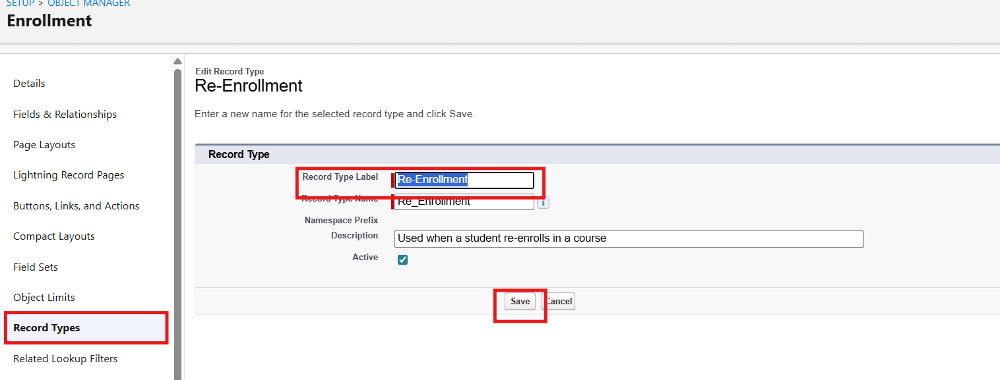 SETUP > OBJECT MANAGER
Enrollment
Details
Fields & Relationships
Page Layouts
Lightning Record Pages
Buttons, Links, and Actions
Compact Layouts
Field Sets
Object Limits
Record Types
Related Lookup Filters
Edit Record Type
Re-Enrollment
Enter a new name for the selected record type and click Save.
Record Type
Record Type Label Re-Enrollment
Record Type Name Re_Enrollment i
Namespace Prefix
Description Used when a student re-enrolls in a course
Active
Save Cancel